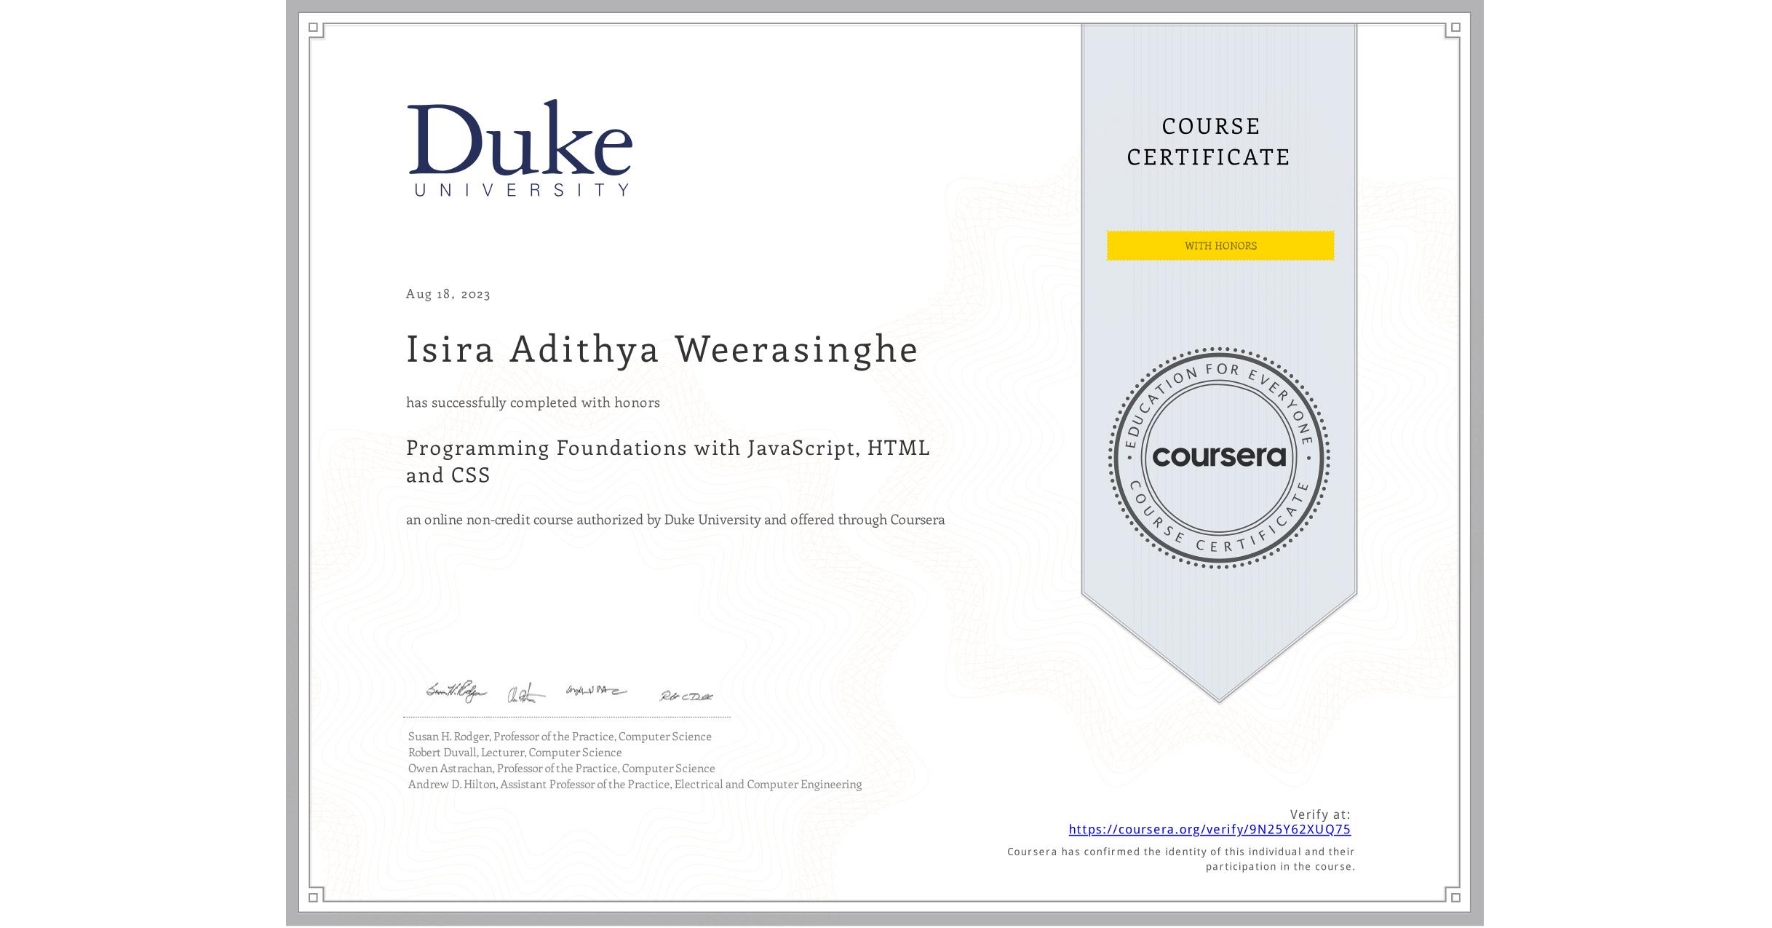 Duke
UNIVERSITY
COURSE
CERTIFICATE
WITH HONORS
Aug 18, 2023
Isira Adithya Weerasinghe
has successfully completed with honors
Programming Foundations with JavaScript, HTML
and CSS
an online non-credit course authorized by Duke University and offered through Coursera
EDUCATION FOR EVERYONE
coursera
COURSE CERTIFICATE
Susan H. Rodger, Professor of the Practice, Computer Science
Robert Duvall, Lecturer, Computer Science
Owen Astrachan, Professor of the Practice, Computer Science
Andrew D. Hilton, Assistant Professor of the Practice, Electrical and Computer Engineering
Verify at:
https://coursera.org/verify/9N25Y62XUQ75
Coursera has confirmed the identity of this individual and their
participation in the course.